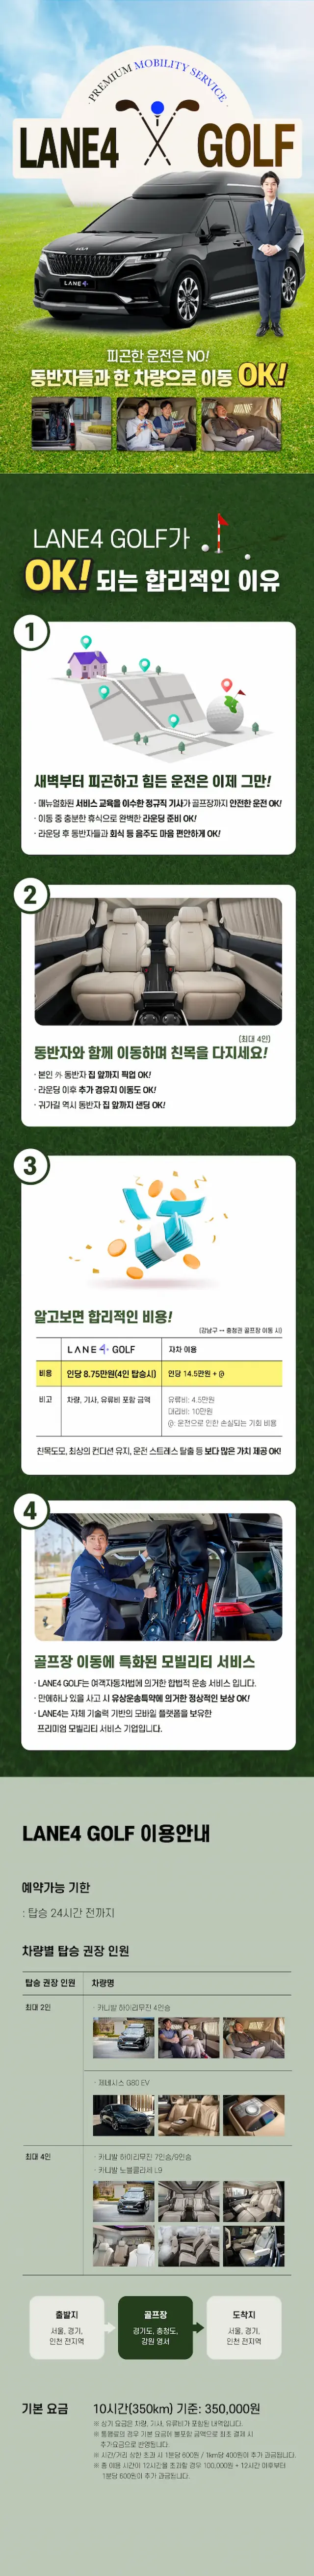 PREMIUM MOBILITY SERVICE
LANE4 GOLF
LANE4
피곤한 운전은 NO!
동반자들과 한 차량으로 이동 OK!
LANE4 GOLF가
OK! 되는 합리적인 이유
1
새벽부터 피곤하고 힘든 운전은 이제 그만!
· 매뉴얼화된 서비스 교육을 이수한 정규직 기사가 골프장까지 안전한 운전 OK!
· 이동 중 충분한 휴식으로 완벽한 라운딩 준비 OK!
· 라운딩 후 동반자들과 회식 등 음주도 마음 편안하게 OK!
2
(최대 4인)
동반자와 함께 이동하며 친목을 다지세요!
· 본인 外 동반자 집 앞까지 픽업 OK!
· 라운딩 이후 추가 경유지 이동도 OK!
· 귀가길 역시 동반자 집 앞까지 샌딩 OK!
3
알고보면 합리적인 비용!
(강남구 ↔ 충청권 골프장 이동 시)
LANE4 GOLF 자차 이용
비용 인당 8.75만원(4인 탑승시) 인당 14.5만원 + @
비고 차량, 기사, 유류비 포함 금액 유류비: 4.5만원
대리비: 10만원
@: 운전으로 인한 손실되는 기회 비용
친목도모, 최상의 컨디션 유지, 운전 스트레스 탈출 등 보다 많은 가치 제공 OK!
4
골프장 이동에 특화된 모빌리티 서비스
· LANE4 GOLF는 여객자동차법에 의거한 합법적 운송 서비스 입니다.
· 만에하나 있을 사고 시 유상운송특약에 의거한 정상적인 보상 OK!
· LANE4는 자체 기술력 기반의 모바일 플랫폼을 보유한
프리미엄 모빌리티 서비스 기업입니다.
LANE4 GOLF 이용안내
예약가능 기한
: 탑승 24시간 전까지
차량별 탑승 권장 인원
탑승 권장 인원 차량명
최대 2인 · 카니발 하이리무진 4인승
· 제네시스 G80 EV
최대 4인 · 카니발 하이리무진 7인승/9인승
· 카니발 노블클라쎄 L9
출발지 골프장 도착지
서울, 경기, 경기도, 충청도, 서울, 경기,
인천 전지역 강원 영서 인천 전지역
기본 요금 10시간(350km) 기준: 350,000원
※ 상기 요금은 차량, 기사, 유류비가 포함된 내역입니다.
※ 통행료의 경우 기본 요금에 불포함 금액으로 최초 결제 시
추가요금으로 반영됩니다.
※ 시간/거리 상한 초과 시 1분당 600원 / 1km당 400원이 추가 과금됩니다.
※ 총 이용 시간이 12시간을 초과할 경우 100,000원 + 12시간 이후부터
1분당 600원이 추가 과금됩니다.